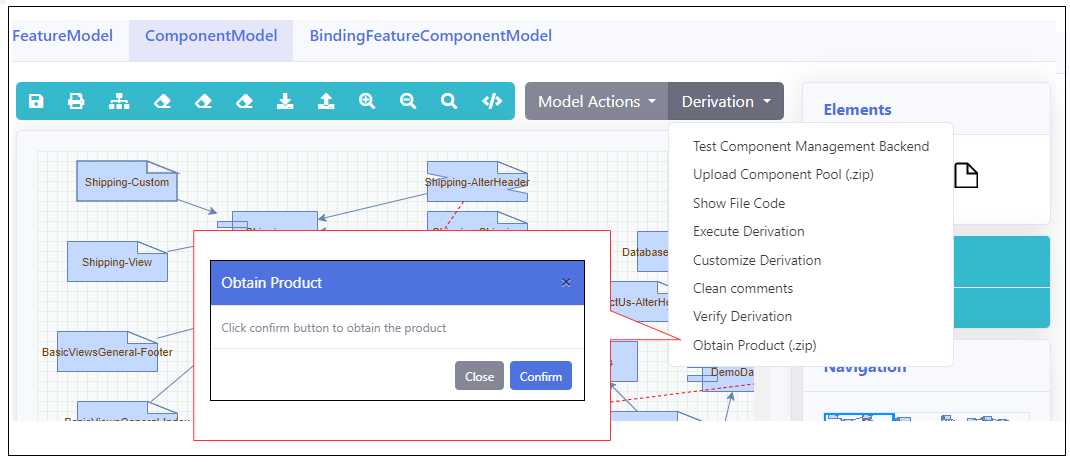 FeatureModel
ComponentModel
BindingFeatureComponentModel
Model Actions
Derivation
Elements
Test Component Management Backend
Upload Component Pool (.zip)
Show File Code
Execute Derivation
Customize Derivation
Clean comments
Verify Derivation
Obtain Product (.zip)
Shipping-Custom
Shipping-AlterHeader
Shipping-View
Database
ctUs-AlterHe
BasicViewsGeneral-Footer
DemoDa
BasicViewsGeneral-Index
Obtain Product
×
Click confirm button to obtain the product
Close
Confirm
Navigation